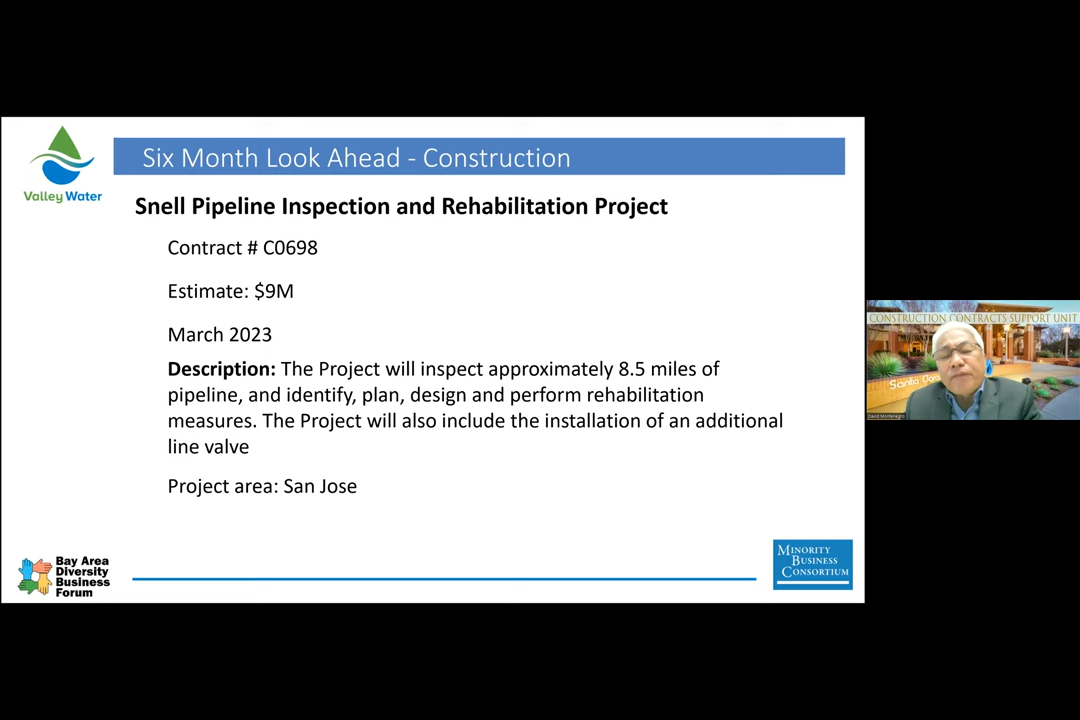 Six Month Look Ahead - Construction
Valley Water
Snell Pipeline Inspection and Rehabilitation Project
Contract # C0698
Estimate: $9M
March 2023
Description: The Project will inspect approximately 8.5 miles of
pipeline, and identify, plan, design and perform rehabilitation
measures. The Project will also include the installation of an additional
line valve
Project area: San Jose
Bay Area
Diversity
Business
Forum
MINORITY
BUSINESS
CONSORTIUM
CONSTRUCTION CONTRACTS SUPPORT UNIT
Santa
David Montenegro